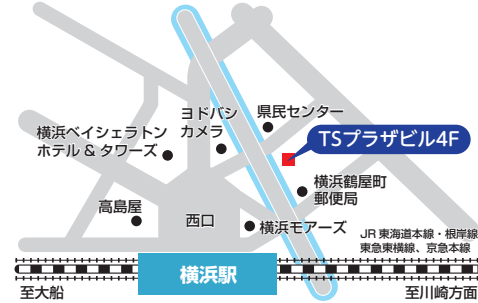 ヨドバシ
カメラ
県民センター
横浜ベイシェラトン
ホテル & タワーズ
TSプラザビル4F
横浜鶴屋町
郵便局
高島屋
西口
横浜モアーズ
JR 東海道本線・根岸線
東急東横線、京急本線
横浜駅
至大船
至川崎方面